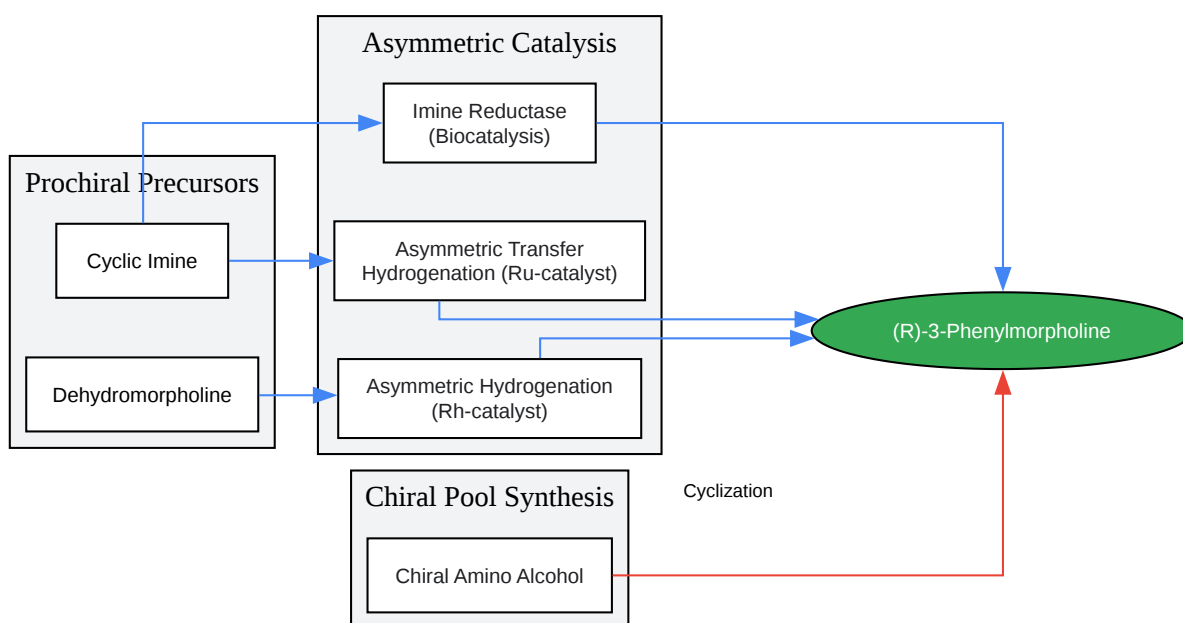 Prochiral Precursors
Cyclic Imine
Dehydromorpholine
Asymmetric Catalysis
Imine Reductase
(Biocatalysis)
Asymmetric Transfer
Hydrogenation (Ru-catalyst)
Asymmetric Hydrogenation
(Rh-catalyst)
Chiral Pool Synthesis
Chiral Amino Alcohol
Cyclization
(R)-3-Phenylmorpholine